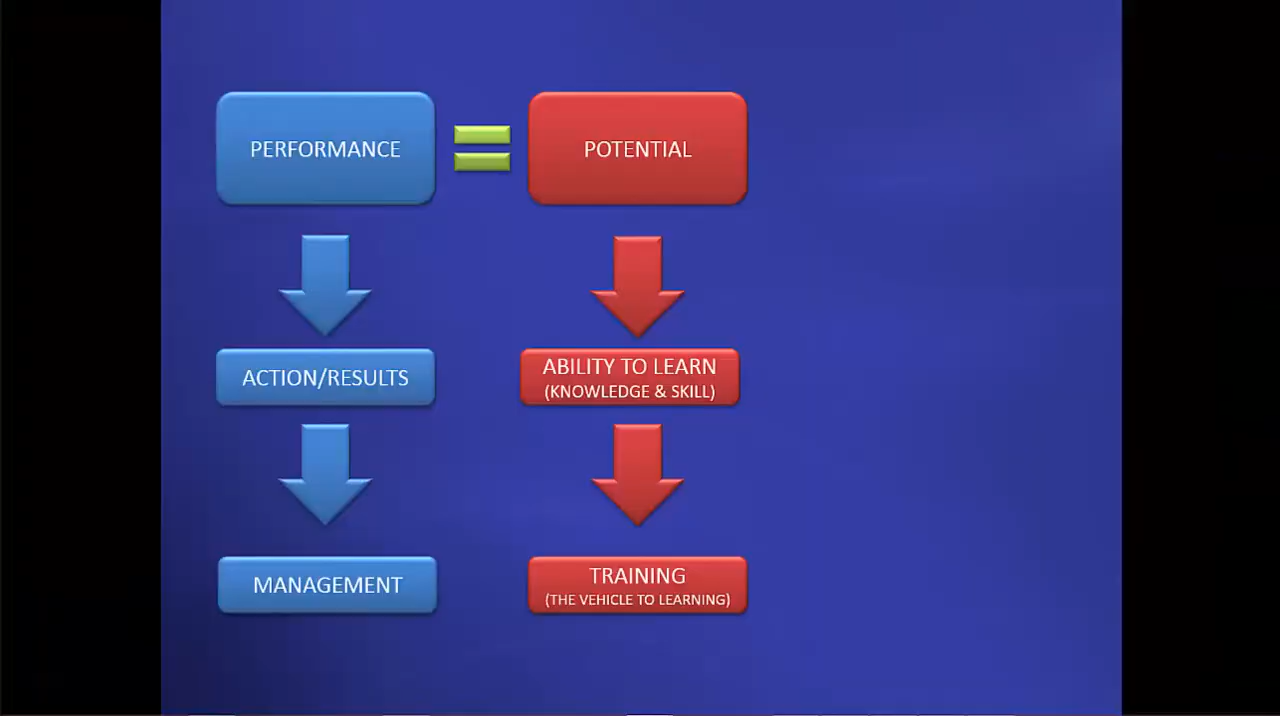 PERFORMANCE
POTENTIAL
ACTION/RESULTS
ABILITY TO LEARN
(KNOWLEDGE & SKILL)
MANAGEMENT
TRAINING
(THE VEHICLE TO LEARNING)